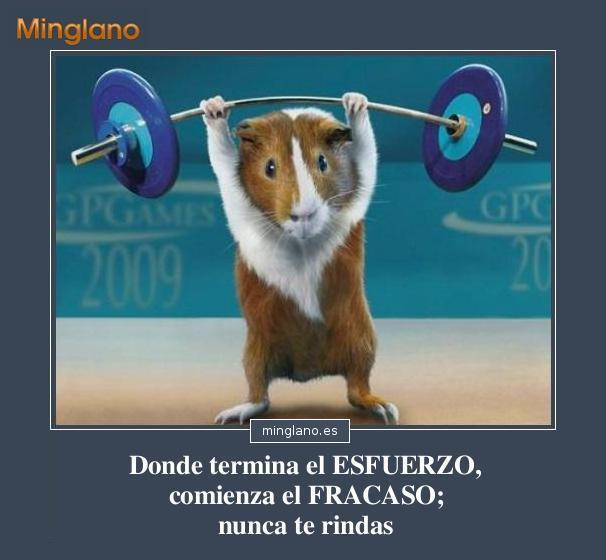 Minglano
GPGAMES
2009
GPG
20
minglano.es
Donde termina el ESFUERZO,
comienza el FRACASO;
nunca te rindas